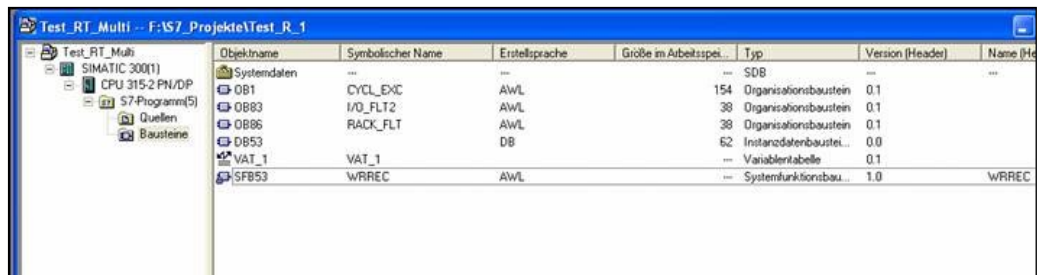 Test_RT_Multi -- F:\S7_Projekte\Test_R_1
Test_RT_Multi
SIMATIC 300(1)
CPU 315-2 PN/DP
S7-Programm(5)
Quellen
Bausteine
Objektname Symbolischer Name Erstellsprache Größe im Arbeitsspei... Typ Version (Header) Name (He
Systemdaten --- --- --- SDB --- ---
OB1 CYCL_EXC AWL 154 Organisationsbaustein 0.1
OB83 I/O_FLT2 AWL 38 Organisationsbaustein 0.1
OB86 RACK_FLT AWL 38 Organisationsbaustein 0.1
DB53 DB 62 Instanzdatenbaustei... 0.0
VAT_1 VAT_1 --- Variablentabelle 0.1
SFB53 WRREC AWL --- Systemfunktionsbau... 1.0 WRREC